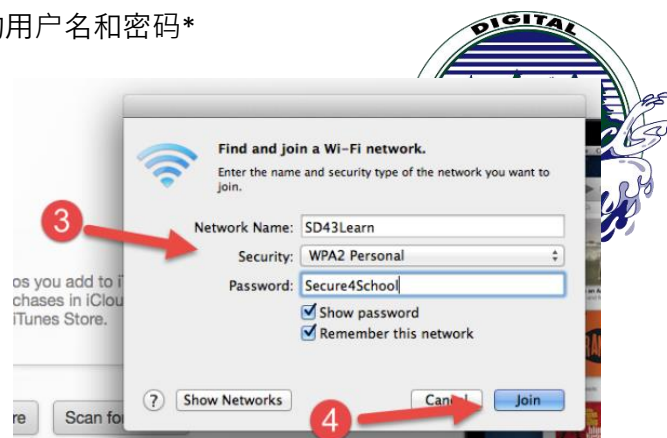 的用户名和密码*
DIGITAL
Find and join a Wi-Fi network.
Enter the name and security type of the network you want to
join.
3
Network Name: SD43Learn
Security: WPA2 Personal
Password: Secure4School
Show password
Remember this network
os you add to i
chases in iClou
iTunes Store.
? Show Networks
Cancel Join
4
re
Scan fo